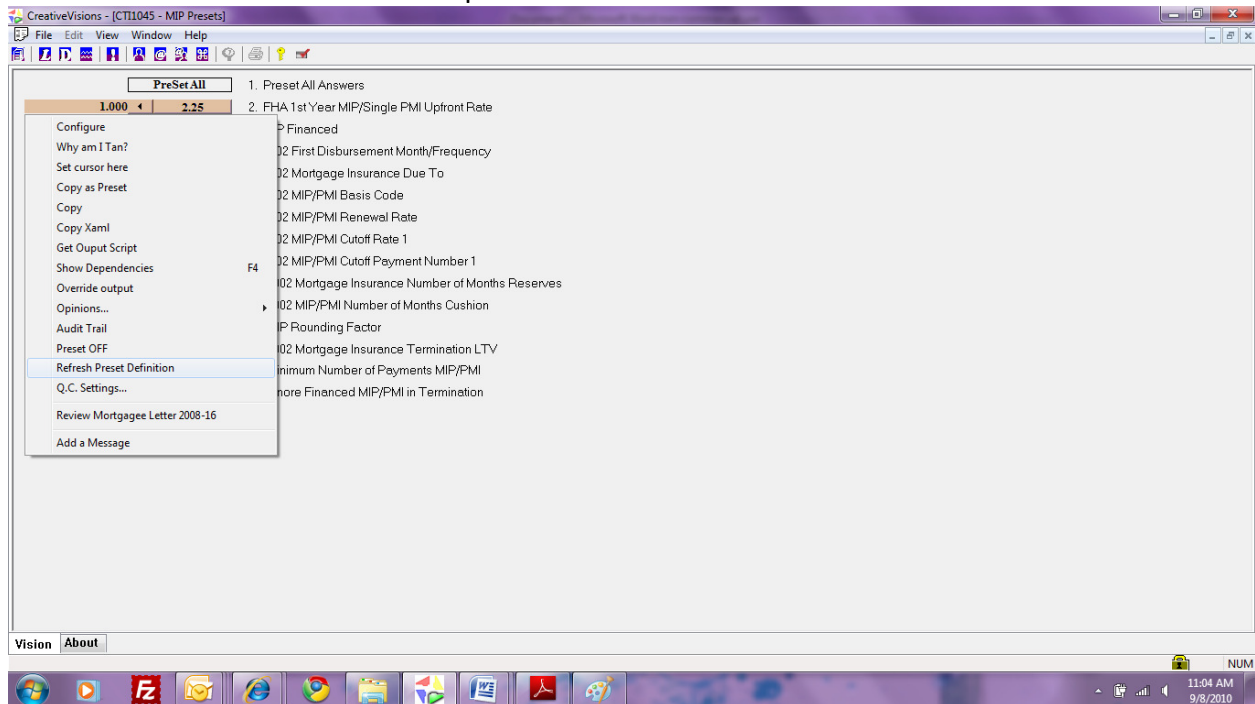 CreativeVisions - [CTI1045 - MIP Presets]
File Edit View Window Help
PreSet All 1. Preset All Answers
1.000 2.25 2. FHA 1st Year MIP/Single PMI Upfront Rate
Configure P Financed
Why am I Tan? 02 First Disbursement Month/Frequency
Set cursor here 02 Mortgage Insurance Due To
Copy as Preset 02 MIP/PMI Basis Code
Copy 02 MIP/PMI Renewal Rate
Copy Xaml 02 MIP/PMI Cutoff Rate 1
Get Ouput Script
Show Dependencies F4 02 MIP/PMI Cutoff Payment Number 1
Override output 02 Mortgage Insurance Number of Months Reserves
Opinions... 02 MIP/PMI Number of Months Cushion
Audit Trail IP Rounding Factor
Preset OFF 02 Mortgage Insurance Termination LTV
Refresh Preset Definition inimum Number of Payments MIP/PMI
Q.C. Settings... nore Financed MIP/PMI in Termination
Review Mortgagee Letter 2008-16
Add a Message
Vision About
NUM
11:04 AM
9/8/2010